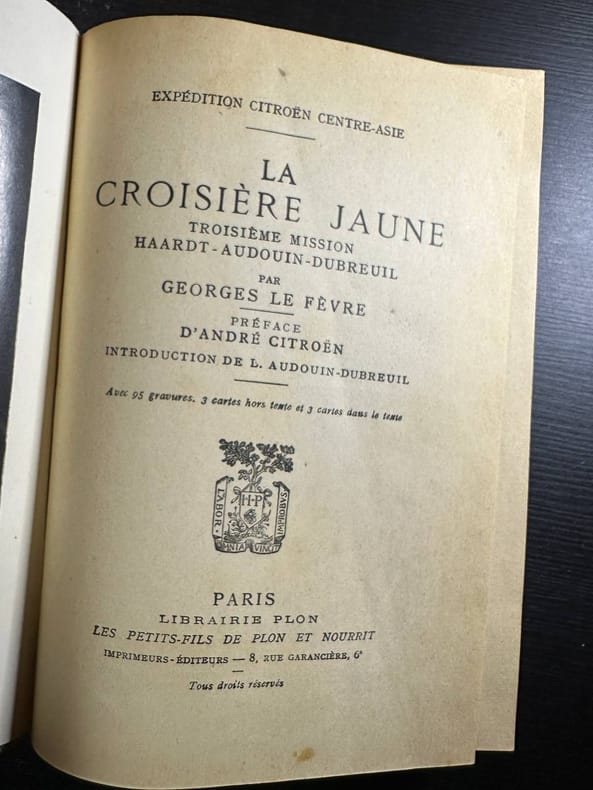 EXPÉDITION CITROËN CENTRE-ASIE
LA
CROISIÈRE JAUNE
TROISIÈME MISSION
HAARDT-AUDOUIN-DUBREUIL
PAR
GEORGES LE FÈVRE
PRÉFACE
D'ANDRÉ CITROËN
INTRODUCTION DE L. AUDOUIN-DUBREUIL
Avec 95 gravures, 3 cartes hors texte et 3 cartes dans le texte
H·P
LABOR
OMNIA VINCIT
IMPROBVS
PARIS
LIBRAIRIE PLON
LES PETITS-FILS DE PLON ET NOURRIT
IMPRIMEURS-ÉDITEURS — 8, RUE GARANCIÈRE, 6e
Tous droits réservés